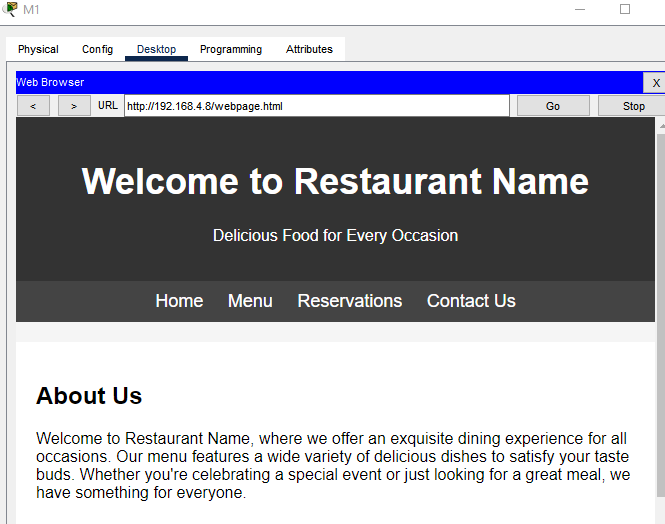 M1
Physical Config Desktop Programming Attributes
Web Browser X
< > URL http://192.168.4.8/webpage.html Go Stop
Welcome to Restaurant Name
Delicious Food for Every Occasion
Home Menu Reservations Contact Us
About Us
Welcome to Restaurant Name, where we offer an exquisite dining experience for all
occasions. Our menu features a wide variety of delicious dishes to satisfy your taste
buds. Whether you're celebrating a special event or just looking for a great meal, we
have something for everyone.